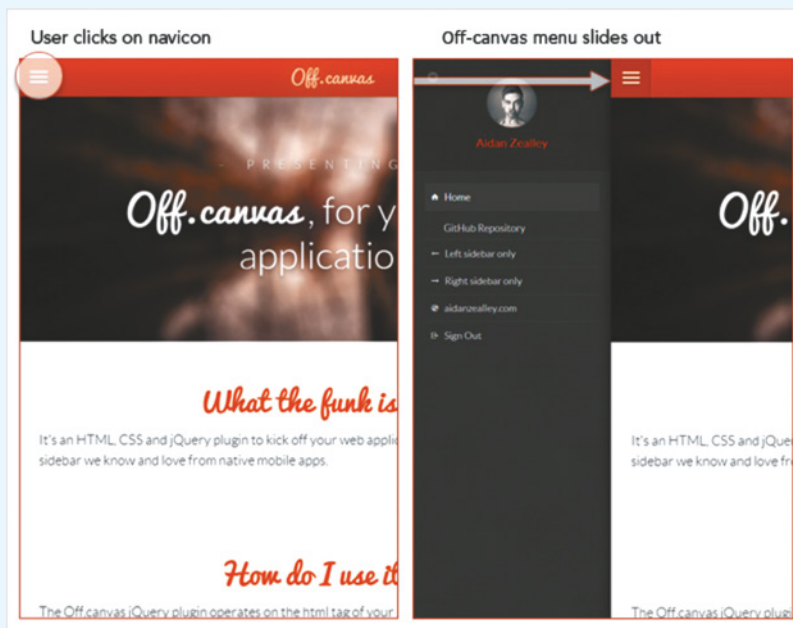 User clicks on navicon
Off.canvas
PRESENTING
Off.canvas, for y
applicatio
What the funk is
It's an HTML, CSS and jQuery plugin to kick off your web applic
sidebar we know and love from native mobile apps.
How do I use it
The Off.canvas jQuery plugin operates on the html tag of your
Off-canvas menu slides out
Aidan Zealley
Home
GitHub Repository
Left sidebar only
Right sidebar only
aidanzealley.com
Sign Out
Off.
It's an HTML, CSS and jQuer
sidebar we know and love fr
The Off.canvas jQuery plugi